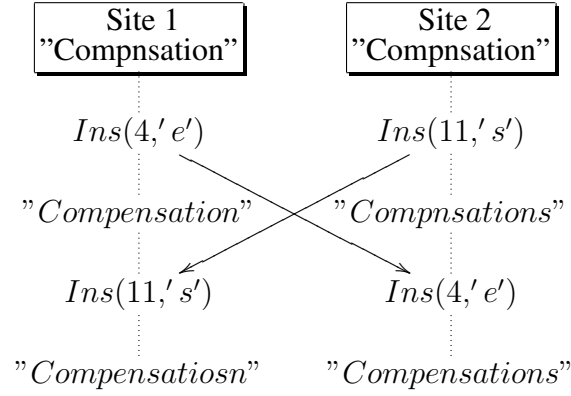 Site 1
"Compnsation"
Site 2
"Compnsation"
Ins(4,' e')
Ins(11,' s')
"Compensation"
"Compnsations"
Ins(11,' s')
Ins(4,' e')
"Compensatiosn"
"Compensations"